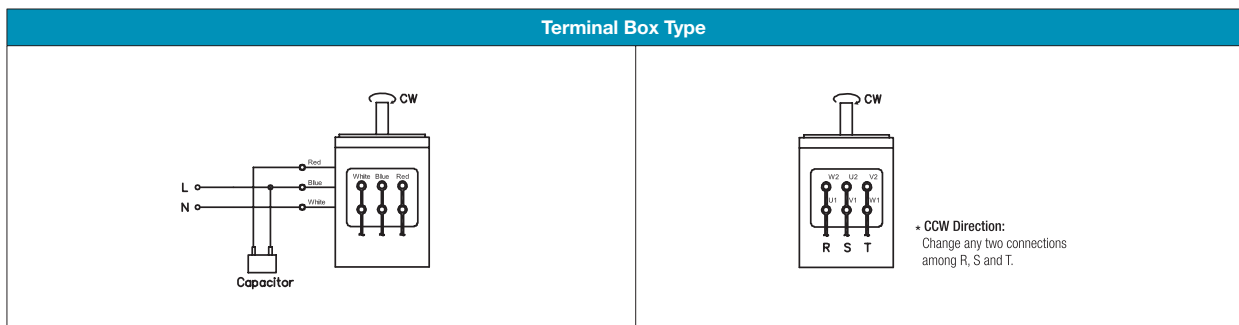 Terminal Box Type
CW
Red
White Blue Red
L
Blue
N
White
Capacitor
CW
W2 U2 V2
U1 V1 W1
R S T
* CCW Direction:
Change any two connections
among R, S and T.